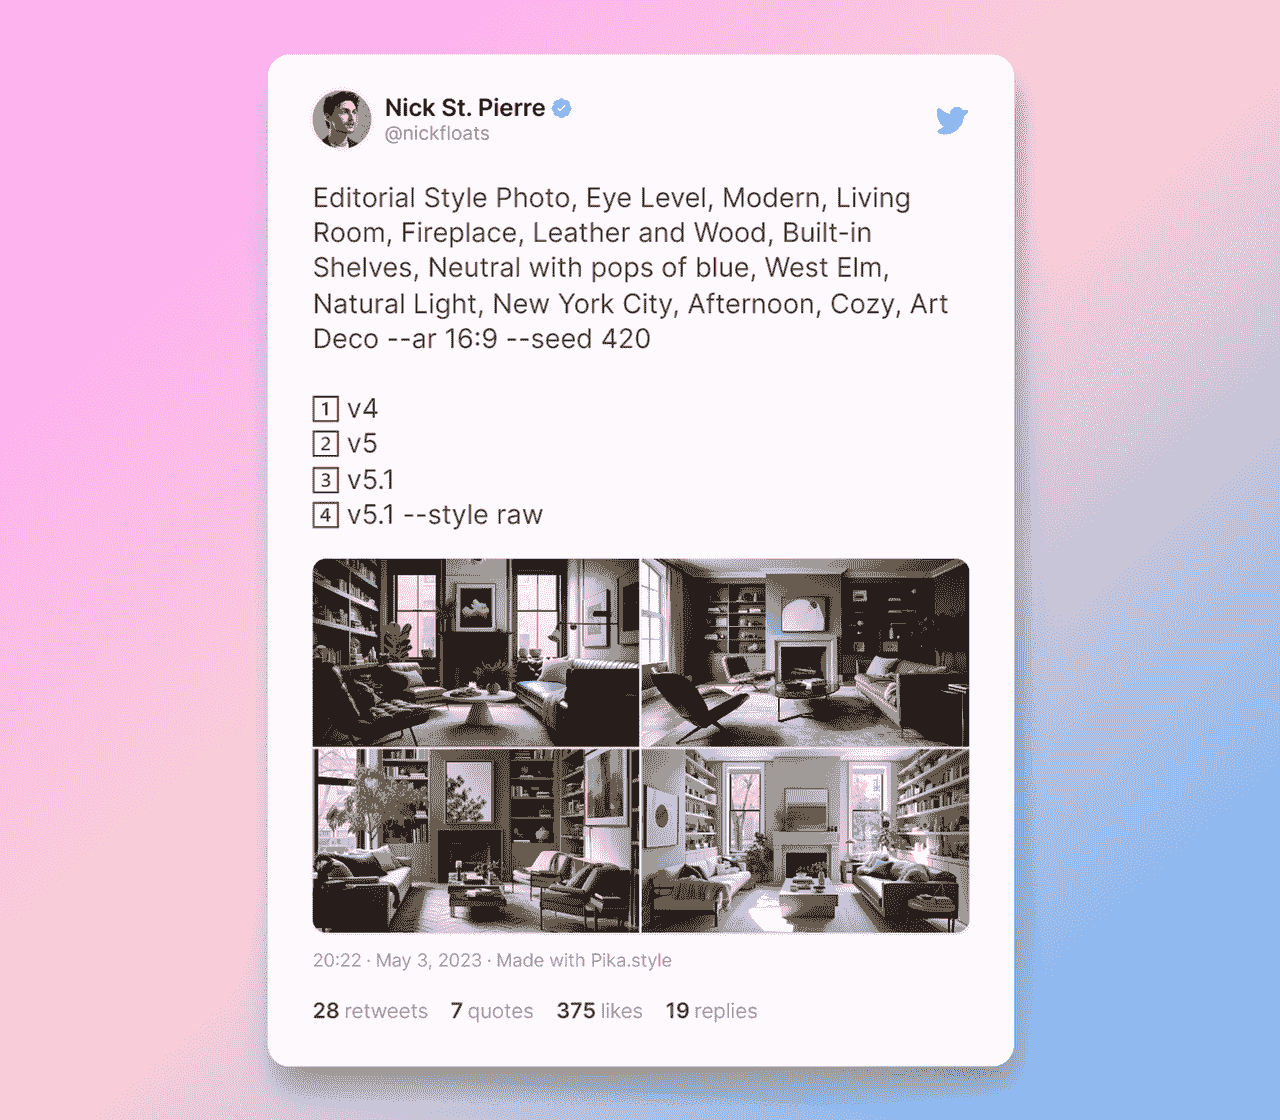 Nick St. Pierre
@nickfloats
Editorial Style Photo, Eye Level, Modern, Living
Room, Fireplace, Leather and Wood, Built-in
Shelves, Neutral with pops of blue, West Elm,
Natural Light, New York City, Afternoon, Cozy, Art
Deco --ar 16:9 --seed 420
1 v4
2 v5
3 v5.1
4 v5.1 --style raw
20:22 · May 3, 2023 · Made with Pika.style
28 retweets 7 quotes 375 likes 19 replies